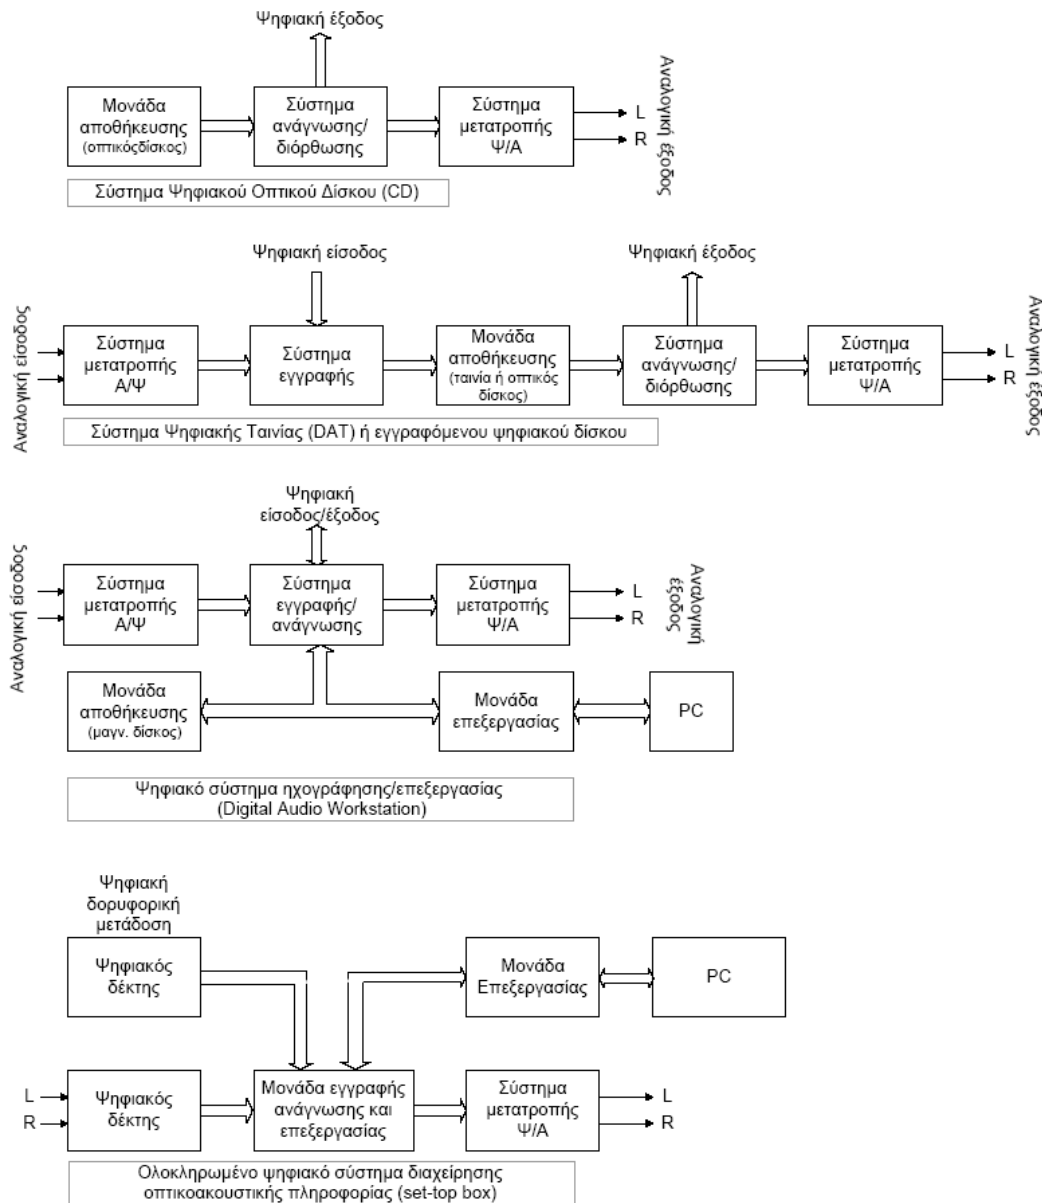 Ψηφιακή έξοδος
Μονάδα
αποθήκευσης
(οπτικόςδίσκος)
Σύστημα
ανάγνωσης/
διόρθωσης
Σύστημα
μετατροπής
Ψ/Α
L
R
Αναλογική έξοδος
Σύστημα Ψηφιακού Οπτικού Δίσκου (CD)
Ψηφιακή είσοδος
Ψηφιακή έξοδος
Αναλογική είσοδος
Σύστημα
μετατροπής
Α/Ψ
Σύστημα
εγγραφής
Μονάδα
αποθήκευσης
(ταινία ή οπτικός
δίσκος)
Σύστημα
ανάγνωσης/
διόρθωσης
Σύστημα
μετατροπής
Ψ/Α
L
R
Αναλογική έξοδος
Σύστημα Ψηφιακής Ταινίας (DAT) ή εγγραφόμενου ψηφιακού δίσκου
Ψηφιακή
είσοδος/έξοδος
Αναλογική είσοδος
Σύστημα
μετατροπής
Α/Ψ
Σύστημα
εγγραφής/
ανάγνωσης
Σύστημα
μετατροπής
Ψ/Α
L
R
Αναλογική
έξοδος
Μονάδα
αποθήκευσης
(μαγν. δίσκος)
Μονάδα
επεξεργασίας
PC
Ψηφιακό σύστημα ηχογράφησης/επεξεργασίας
(Digital Audio Workstation)
Ψηφιακή
δορυφορική
μετάδοση
Ψηφιακός
δέκτης
Μονάδα
Επεξεργασίας
PC
L
R
Ψηφιακός
δέκτης
Μονάδα εγγραφής
ανάγνωσης και
επεξεργασίας
Σύστημα
μετατροπής
Ψ/Α
L
R
Ολοκληρωμένο ψηφιακό σύστημα διαχείρησης
οπτικοακουστικής πληροφορίας (set-top box)